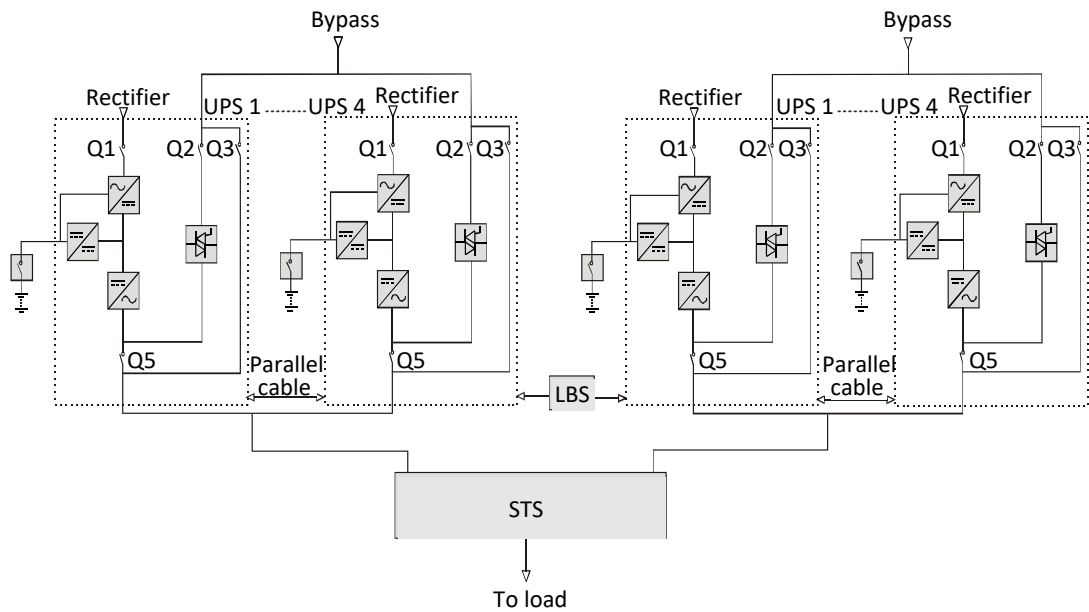 Bypass
Bypass
Rectifier
UPS 1 -------- UPS 4
Rectifier
Rectifier
UPS 1 -------- UPS 4
Rectifier
Q1
Q2
Q3
Q1
Q2
Q3
Q1
Q2
Q3
Q1
Q2
Q3
Q5
Parallel
cable
Q5
LBS
Q5
Parallel
cable
Q5
STS
To load